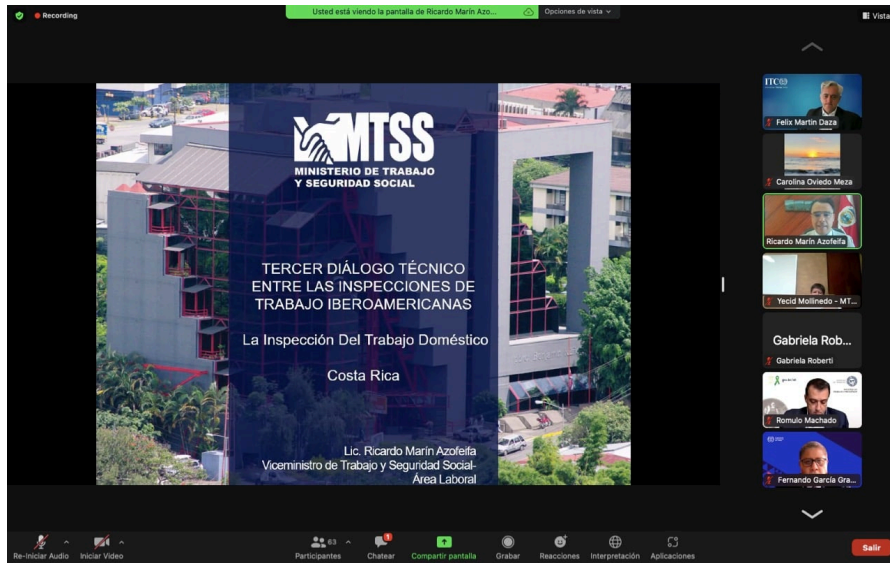 Recording
Usted está viendo la pantalla de Ricardo Marín Azo...
Opciones de vista
Vista
MTSS
MINISTERIO DE TRABAJO
Y SEGURIDAD SOCIAL
TERCER DIÁLOGO TÉCNICO
ENTRE LAS INSPECCIONES DE
TRABAJO IBEROAMERICANAS
La Inspección Del Trabajo Doméstico
Costa Rica
Lic. Ricardo Marín Azofeifa
Viceministro de Trabajo y Seguridad Social-
Área Laboral
ITC
Felix Martin Daza
Carolina Oviedo Meza
Ricardo Marín Azofeifa
Yecid Mollinedo - MT...
Gabriela Rob...
Gabriela Roberti
Romulo Machado
Fernando García Gra...
Re-Iniciar Audio
Iniciar Video
63
Participantes
1
Chatear
Compartir pantalla
Grabar
Reacciones
Interpretación
Aplicaciones
Salir